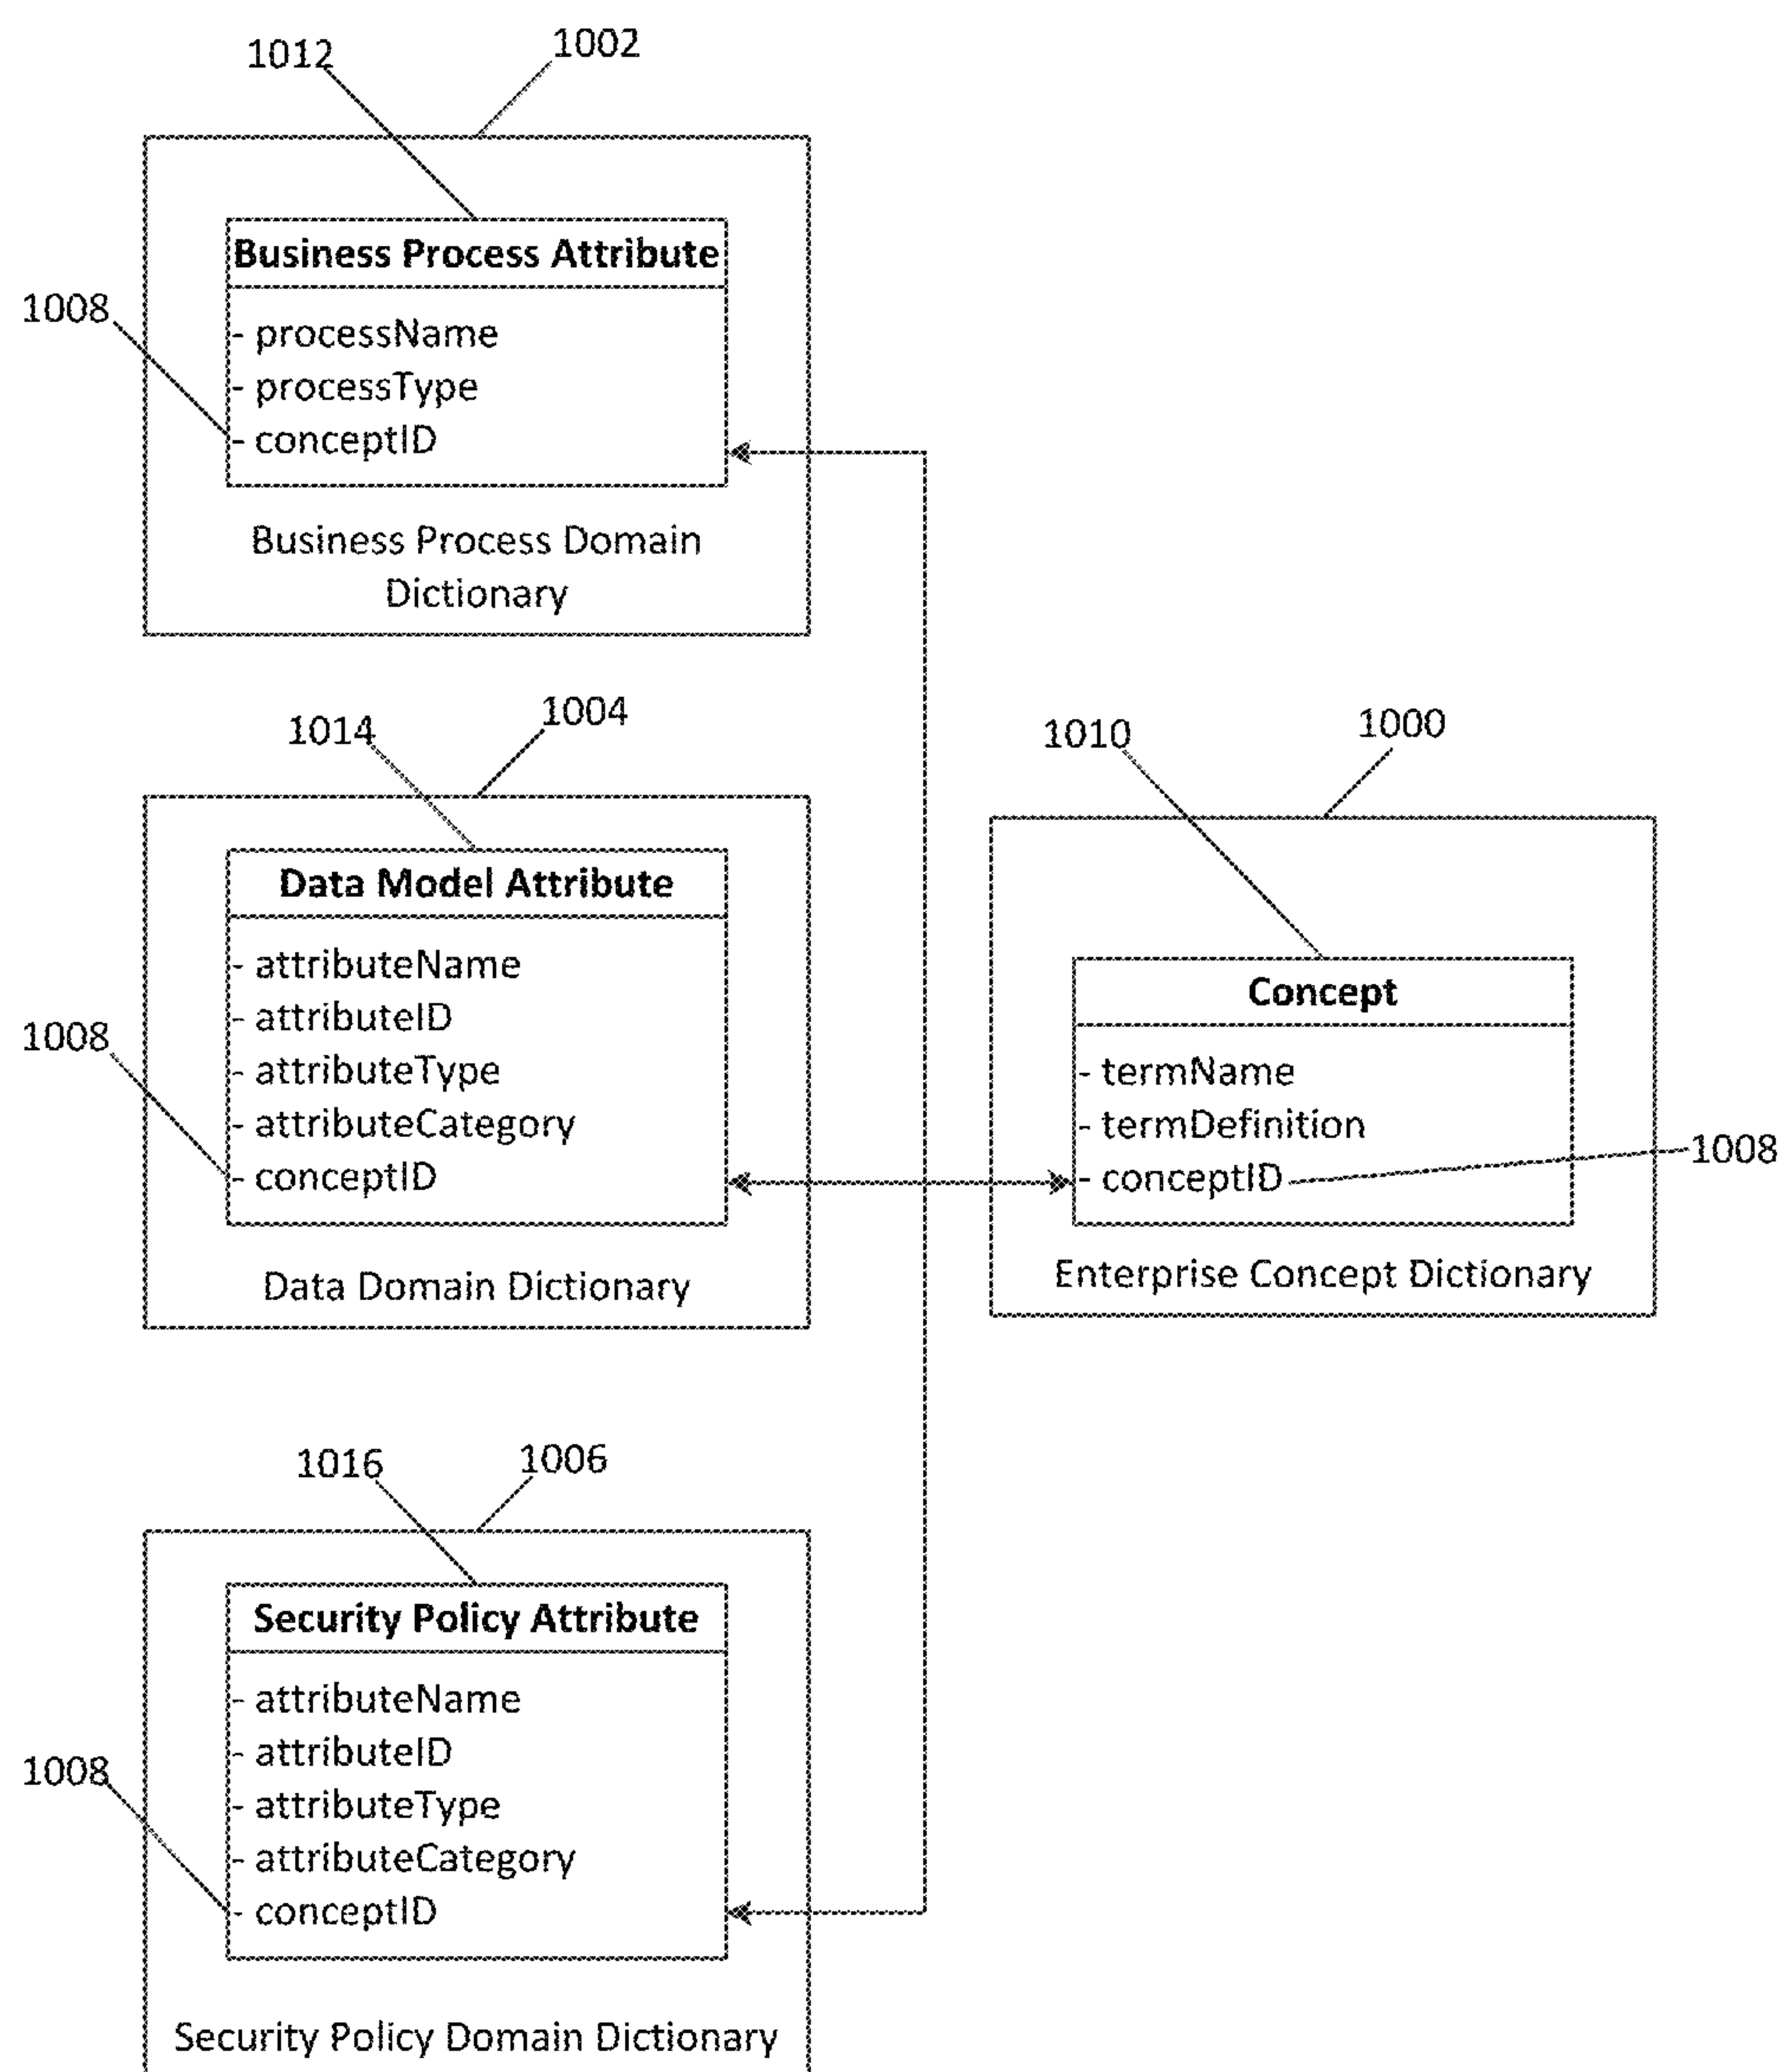 1012
1002
Business Process Attribute
1008
- processName
- processType
- conceptID
Business Process Domain
Dictionary
1014
1004
Data Model Attribute
1008
- attributeName
- attributeID
- attributeType
- attributeCategory
- conceptID
Data Domain Dictionary
1010
1000
Concept
- termName
- termDefinition
- conceptID
1008
Enterprise Concept Dictionary
1016
1006
Security Policy Attribute
1008
- attributeName
- attributeID
- attributeType
- attributeCategory
- conceptID
Security Policy Domain Dictionary